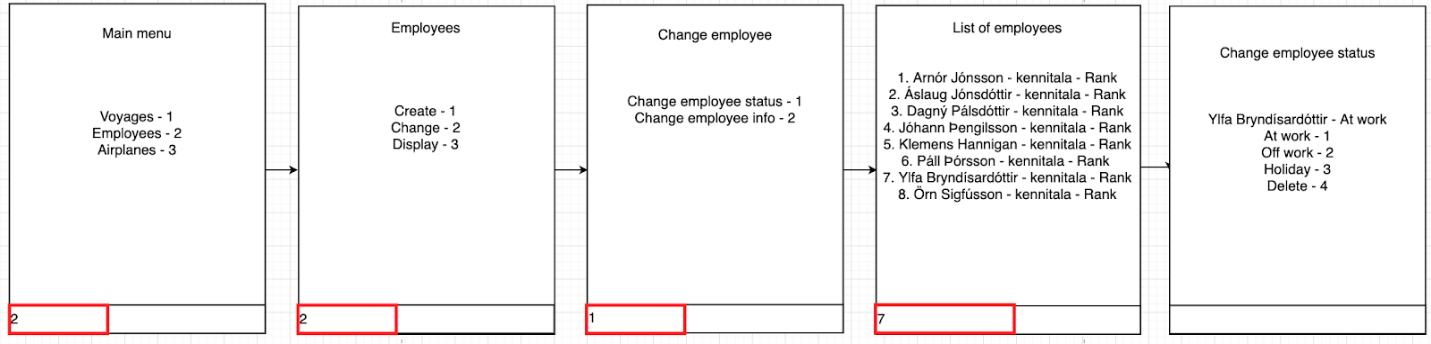 Main menu
Voyages - 1
Employees - 2
Airplanes - 3
2
Employees
Create - 1
Change - 2
Display - 3
2
Change employee
Change employee status - 1
Change employee info - 2
1
List of employees
1. Arnór Jónsson - kennitala - Rank
2. Áslaug Jónsdóttir - kennitala - Rank
3. Dagný Pálsdóttir - kennitala - Rank
4. Jóhann Þengilsson - kennitala - Rank
5. Klemens Hannigan - kennitala - Rank
6. Páll Þórsson - kennitala - Rank
7. Ylfa Bryndísardóttir - kennitala - Rank
8. Örn Sigfússon - kennitala - Rank
7
Change employee status
Ylfa Bryndísardóttir - At work
At work - 1
Off work - 2
Holiday - 3
Delete - 4